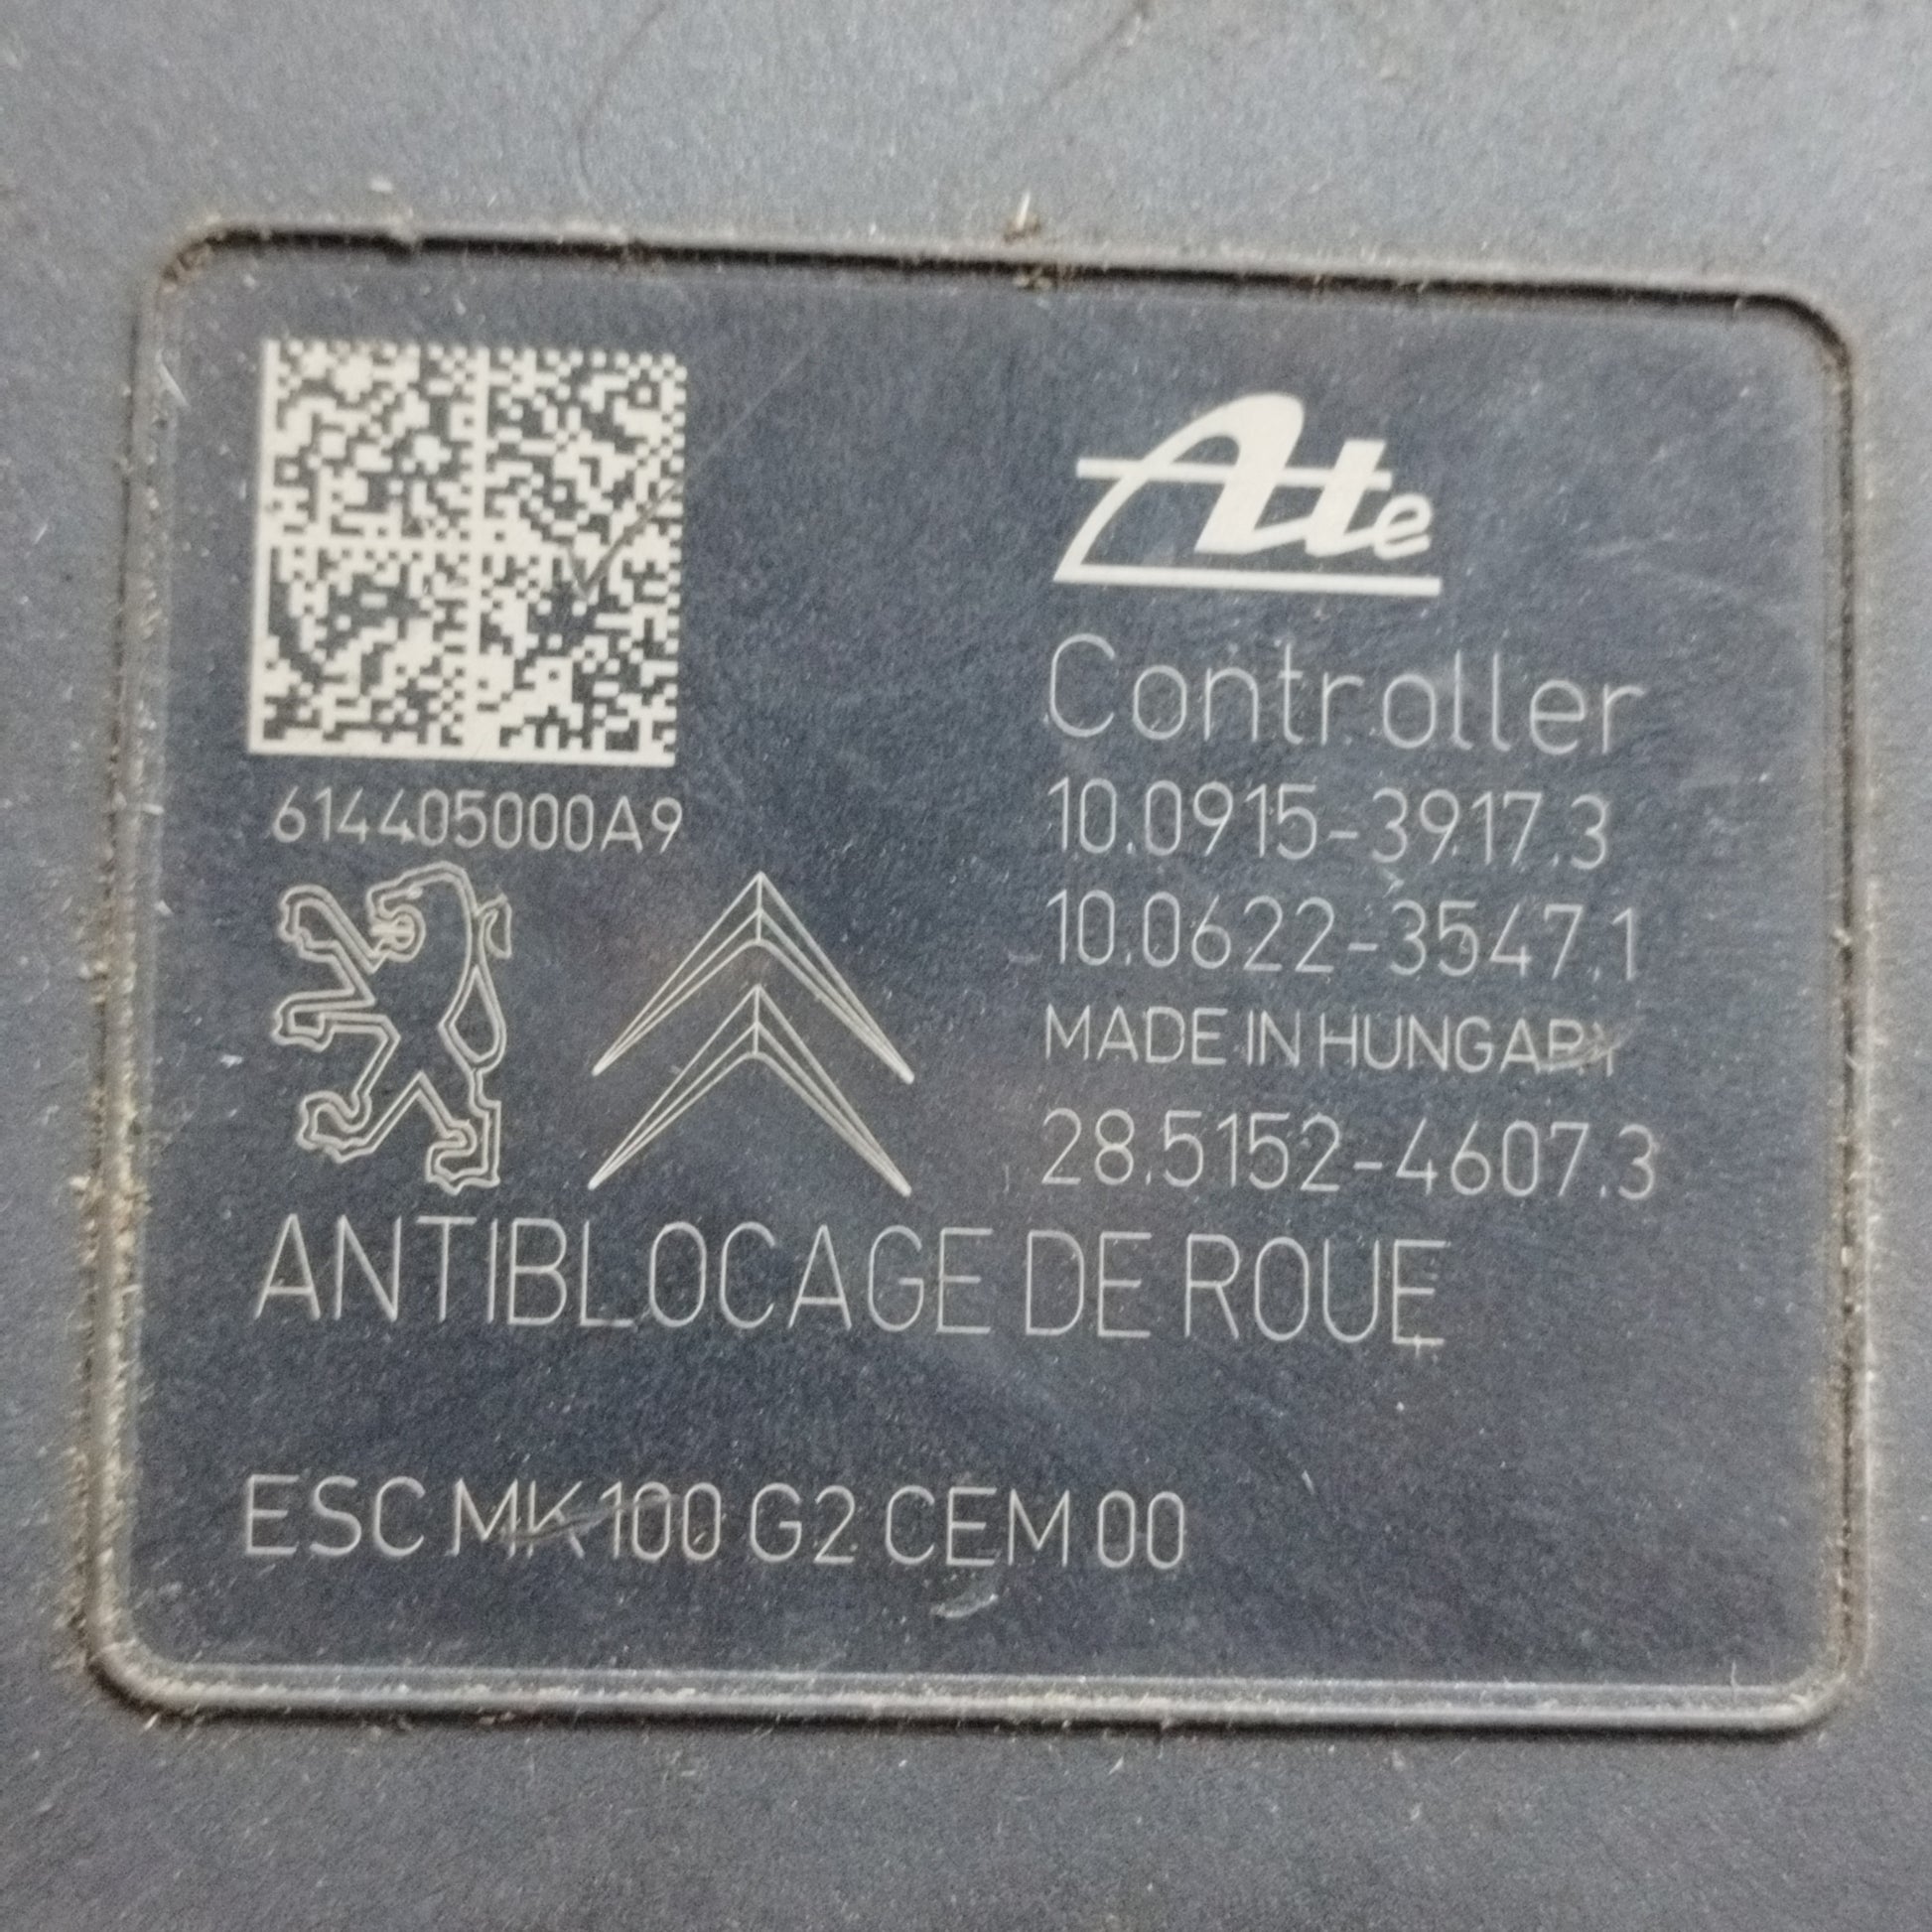 Ate
Controller
614405000A9
10.0915-3917.3
10.0622-3547.1
MADE IN HUNGARY
28.5152-4607.3
ANTIBLOCAGE DE ROUE
ESC MK100 G2 CEM 00